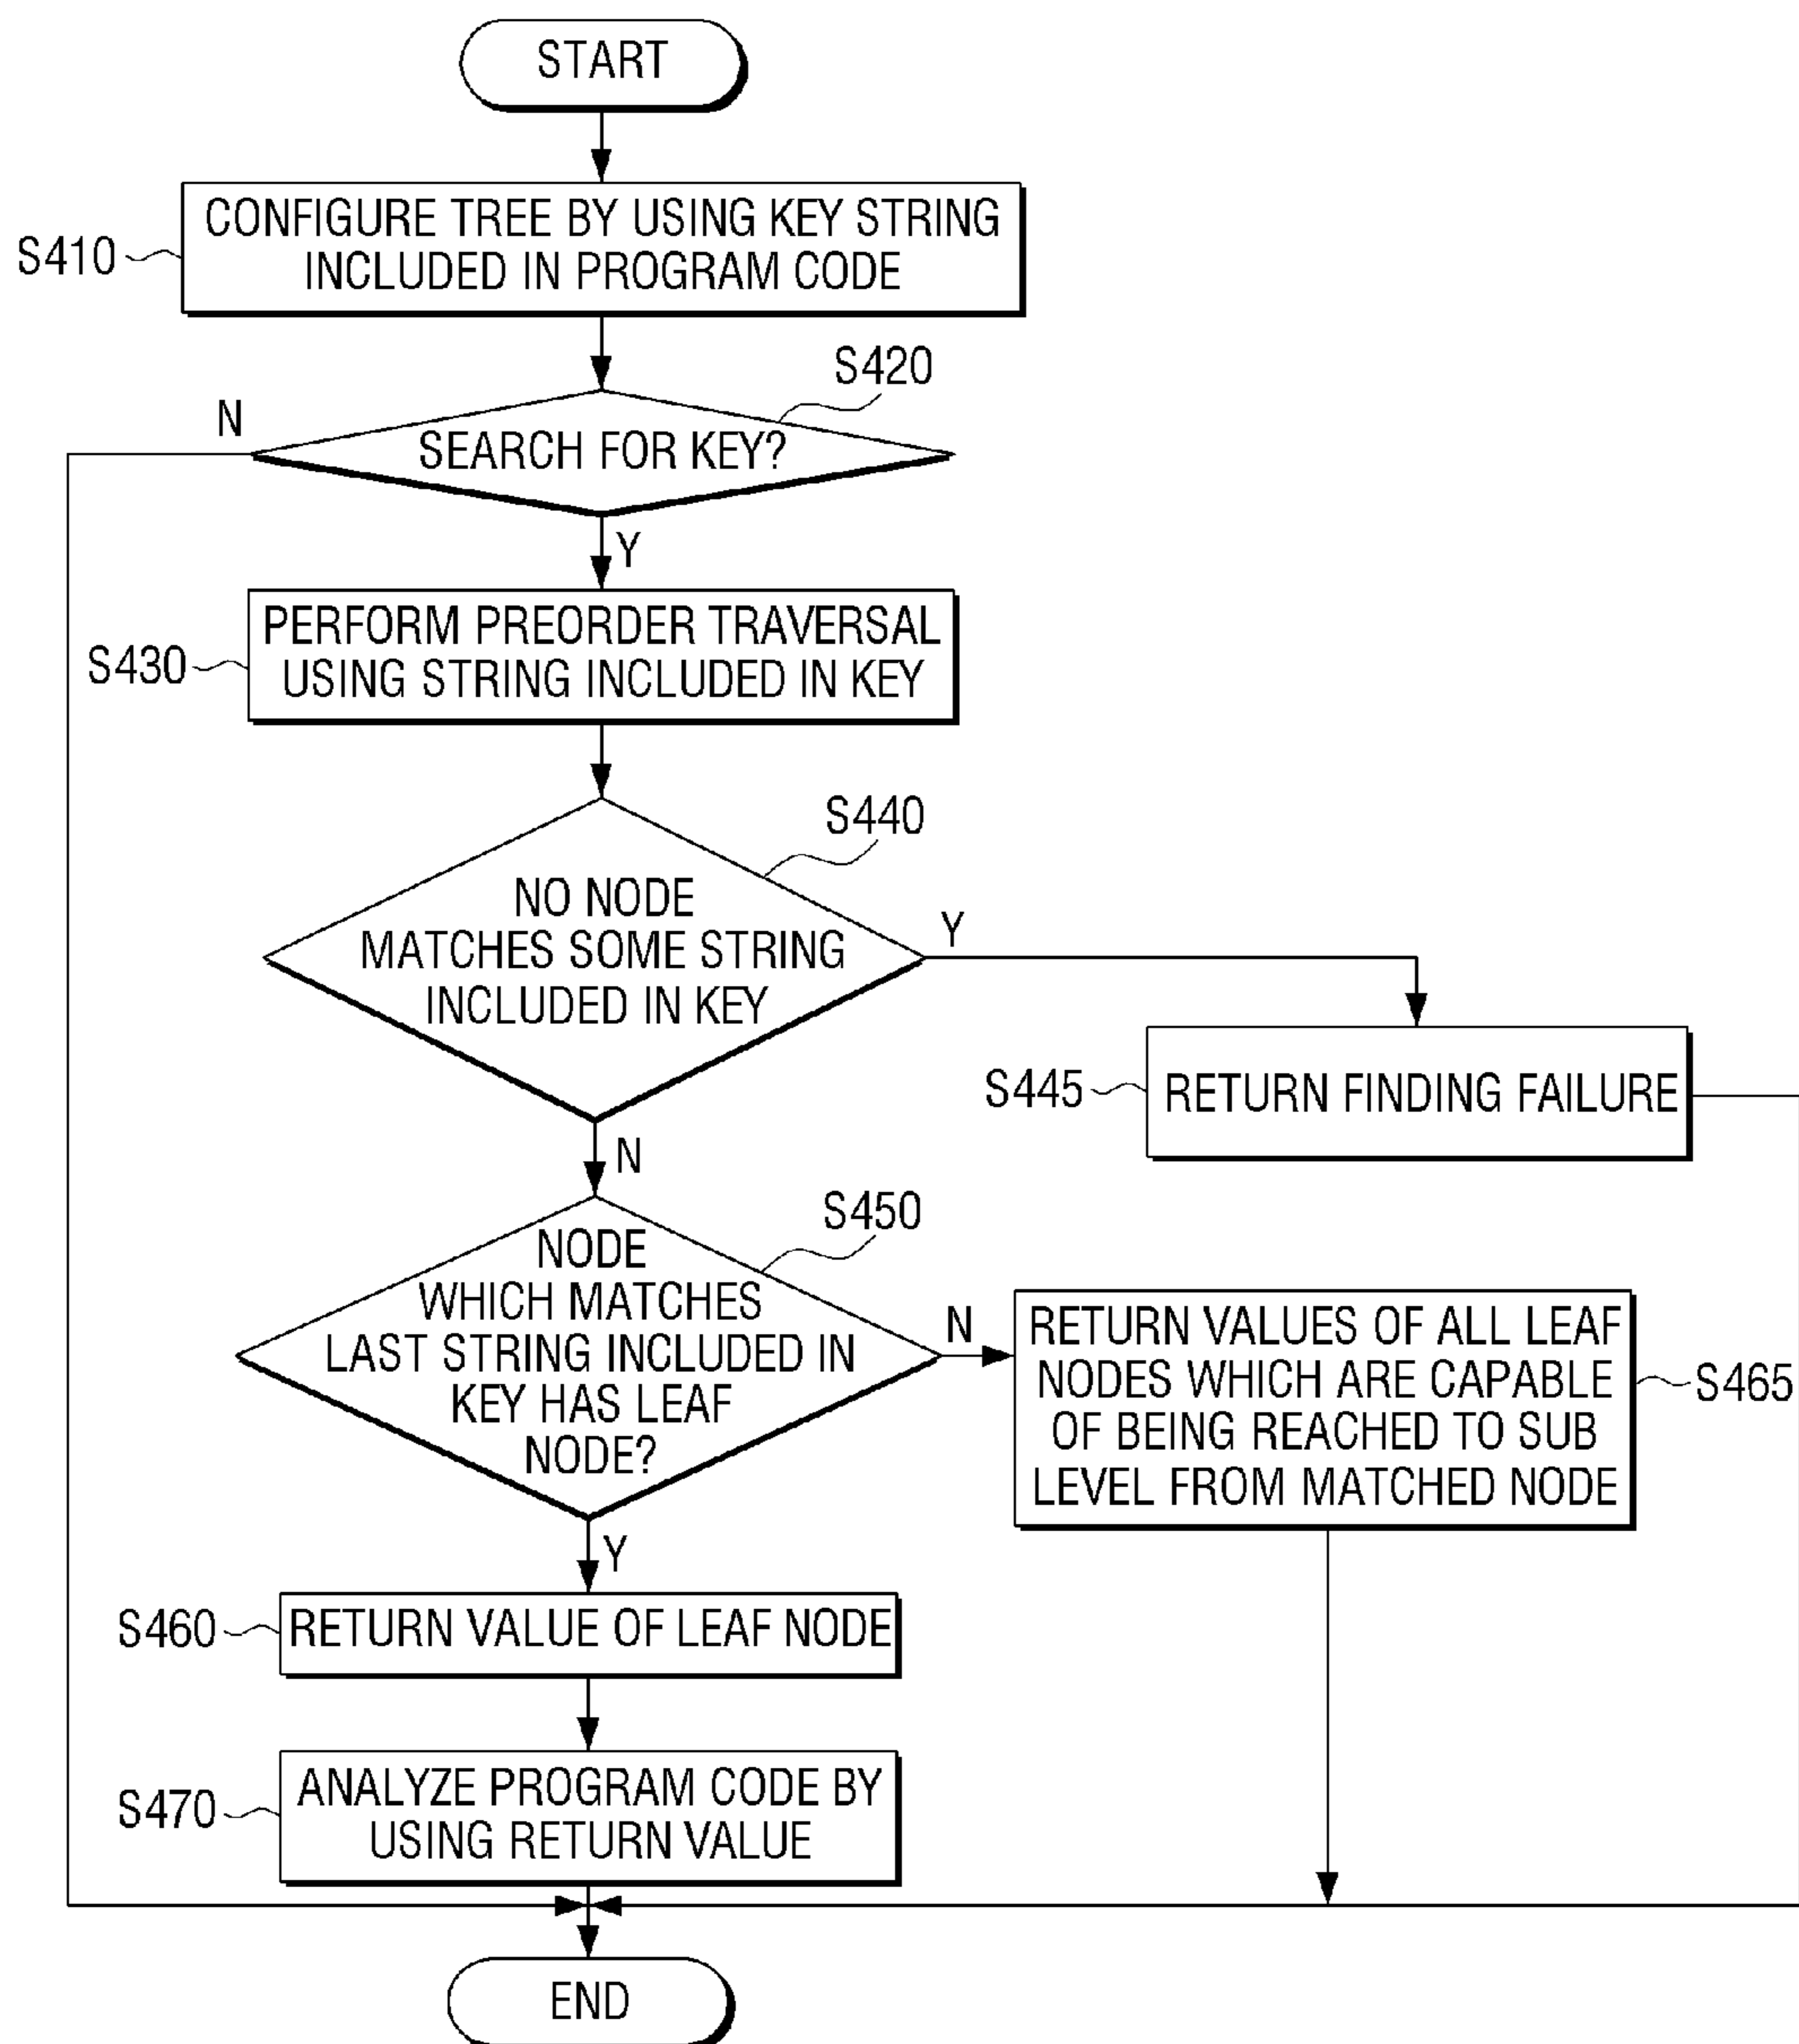 START
CONFIGURE TREE BY USING KEY STRING
INCLUDED IN PROGRAM CODE
S410
S420
N
SEARCH FOR KEY?
Y
PERFORM PREORDER TRAVERSAL
USING STRING INCLUDED IN KEY
S430
S440
NO NODE
MATCHES SOME STRING
INCLUDED IN KEY
Y
S445
RETURN FINDING FAILURE
N
S450
NODE
WHICH MATCHES
LAST STRING INCLUDED IN
KEY HAS LEAF
NODE?
N
RETURN VALUES OF ALL LEAF
NODES WHICH ARE CAPABLE
OF BEING REACHED TO SUB
LEVEL FROM MATCHED NODE
S465
Y
S460
RETURN VALUE OF LEAF NODE
S470
ANALYZE PROGRAM CODE BY
USING RETURN VALUE
END